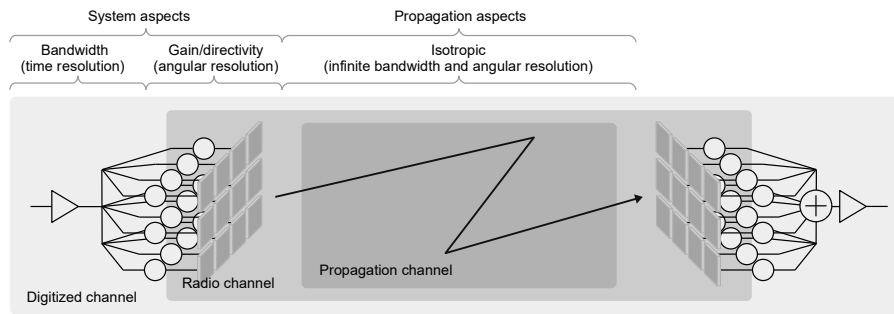 System aspects
Propagation aspects
Bandwidth
(time resolution)
Gain/directivity
(angular resolution)
Isotropic
(infinite bandwidth and angular resolution)
Propagation channel
Radio channel
Digitized channel